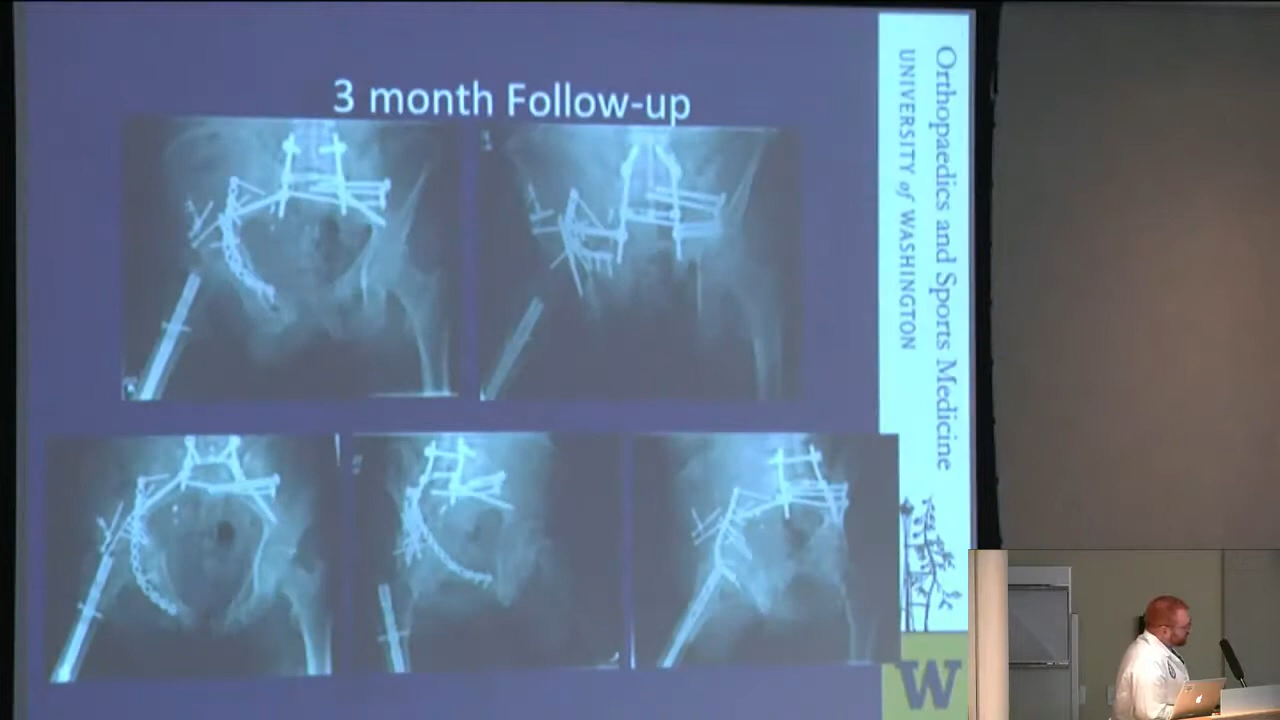 3 month Follow-up
Orthopaedics and Sports Medicine
UNIVERSITY of WASHINGTON
W